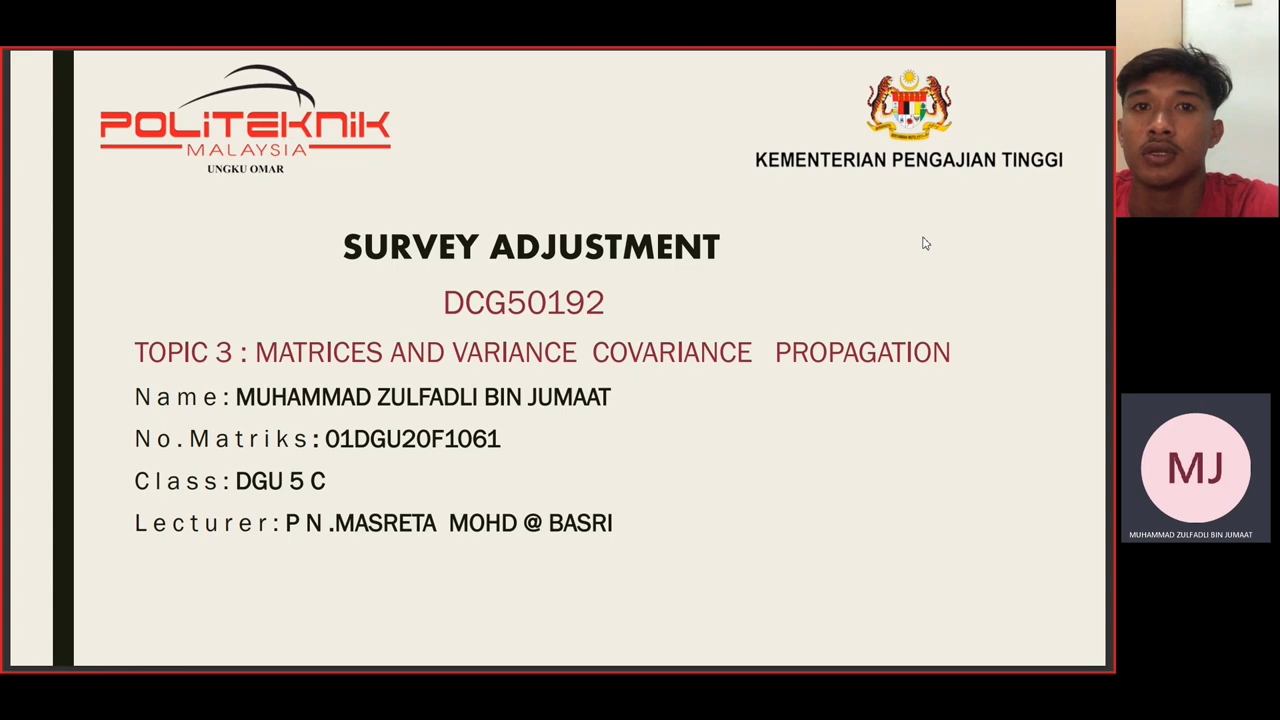 POLITEKNIK
MALAYSIA
UNGKU OMAR
KEMENTERIAN PENGAJIAN TINGGI
SURVEY ADJUSTMENT
DCG50192
TOPIC 3 : MATRICES AND VARIANCE COVARIANCE PROPAGATION
Name: MUHAMMAD ZULFADLI BIN JUMAAT
No.Matriks: 01DGU20F1061
Class: DGU 5 C
Lecturer: PN.MASRETA MOHD @ BASRI
MJ
MUHAMMAD ZULFADLI BIN JUMAAT